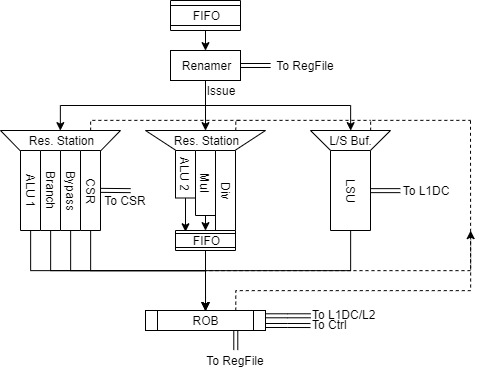 FIFO
Renamer
To RegFile
Issue
Res. Station
Res. Station
L/S Buf.
ALU 1
Branch
Bypass
CSR
To CSR
ALU 2
Mul
Div
LSU
To L1DC
FIFO
ROB
To L1DC/L2
To Ctrl
To RegFile